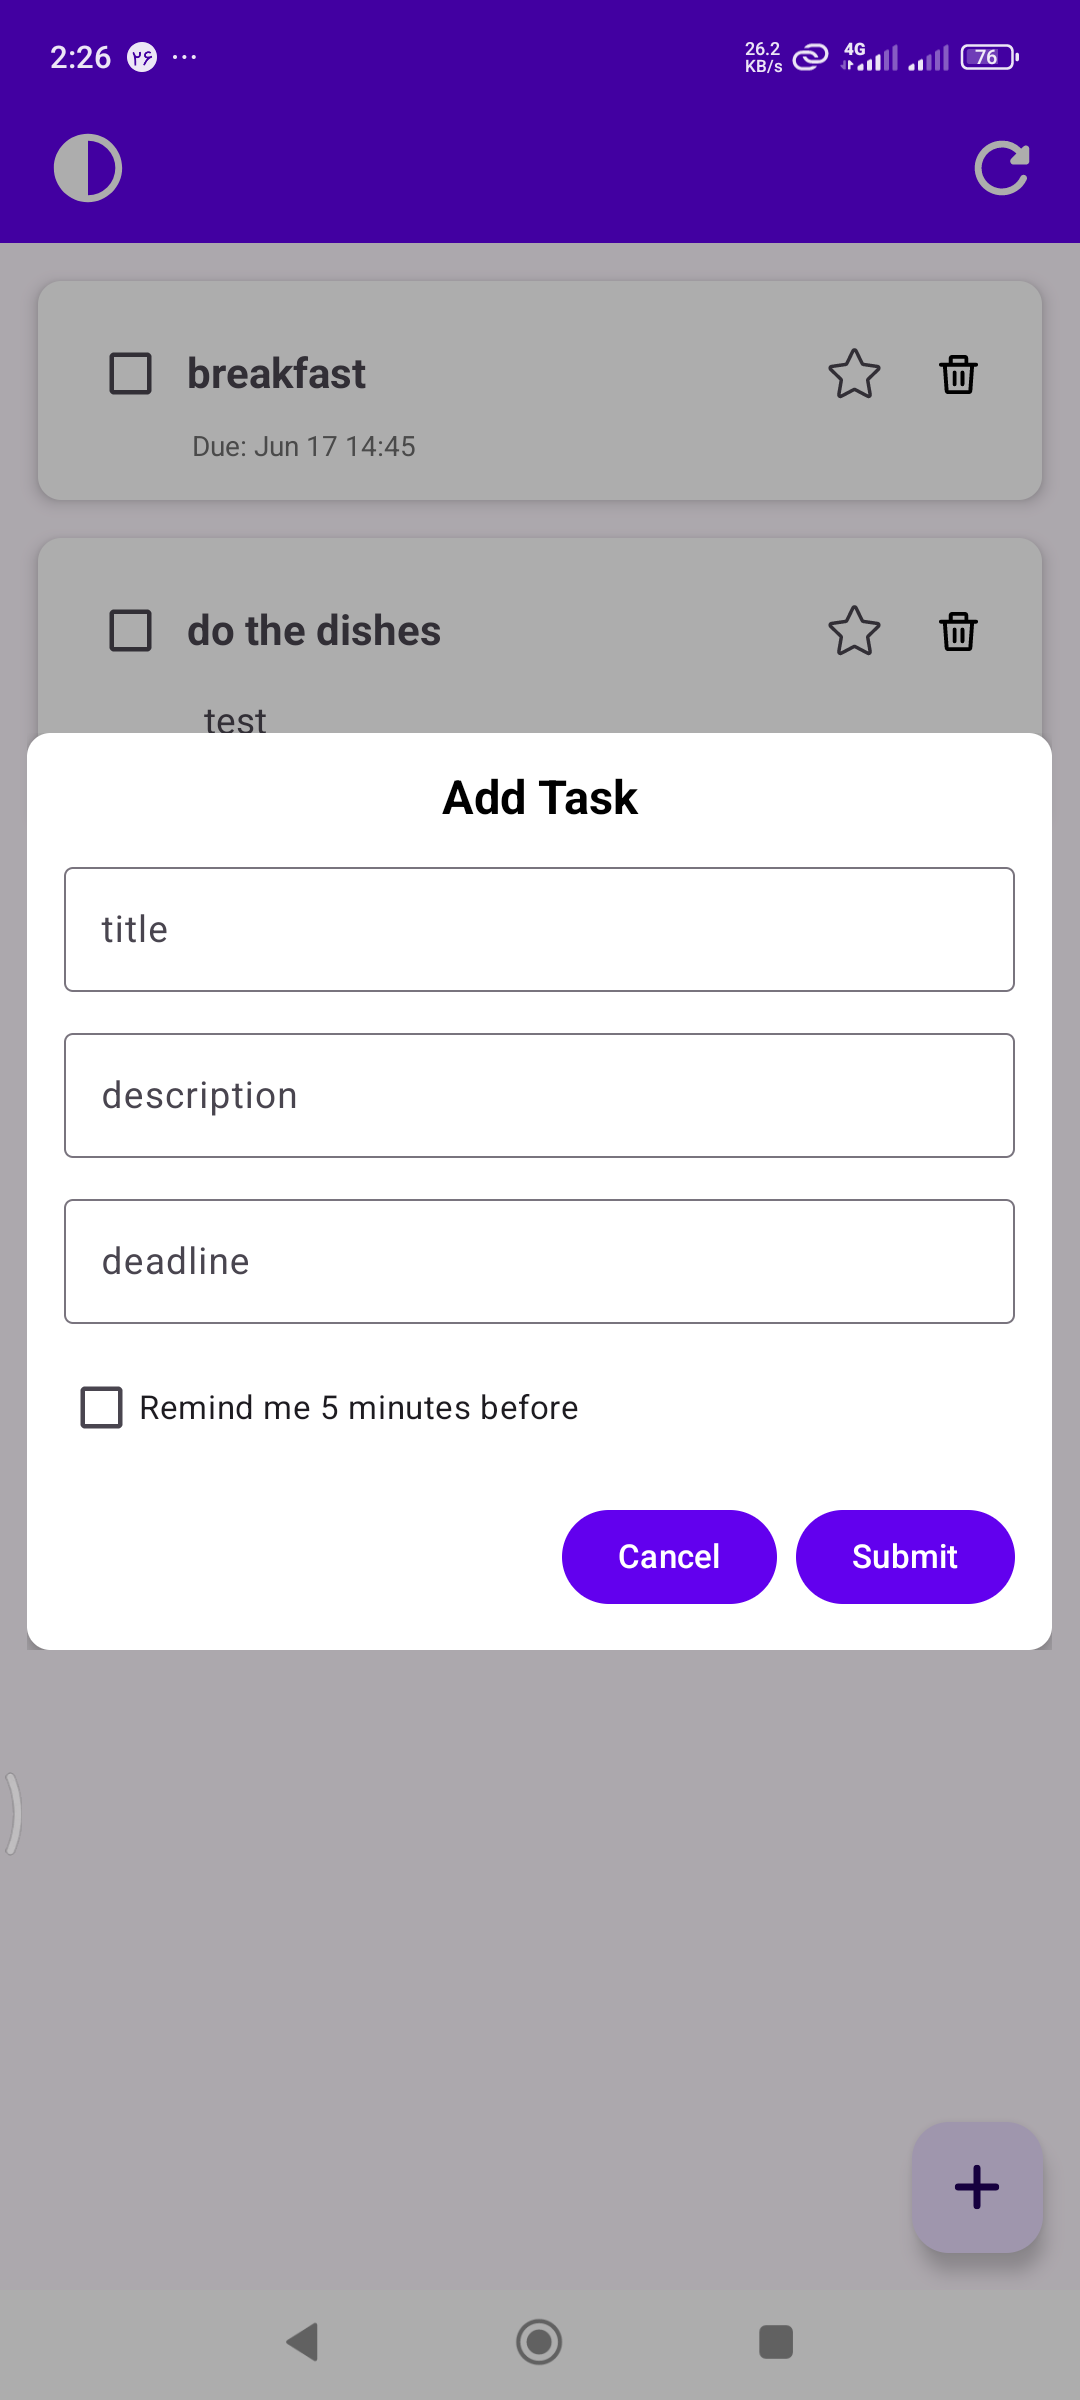 2:26 ۲۶ ... 26.2 KB/s 4G 76
breakfast
Due: Jun 17 14:45
do the dishes
test
Add Task
title
description
deadline
Remind me 5 minutes before
Cancel Submit